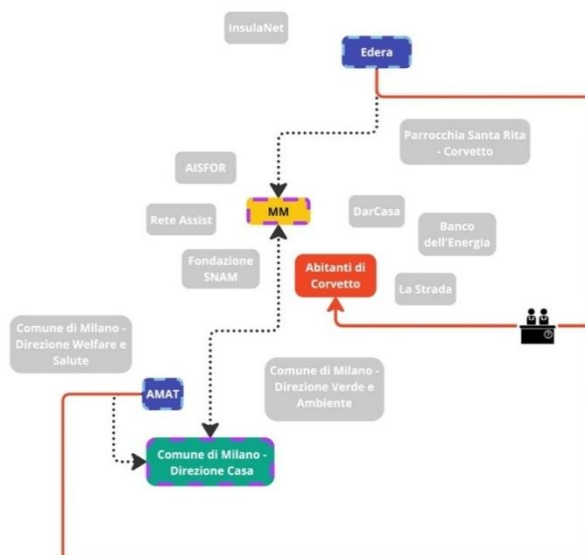 InsulaNet
Edera
Parrocchia Santa Rita
- Corvetto
AISFOR
MM
DarCasa
Rete Assist
Banco
dell'Energia
Fondazione
SNAM
Abitanti di
Corvetto
La Strada
Comune di Milano -
Direzione Welfare e
Salute
Comune di Milano -
Direzione Verde e
Ambiente
AMAT
Comune di Milano -
Direzione Casa